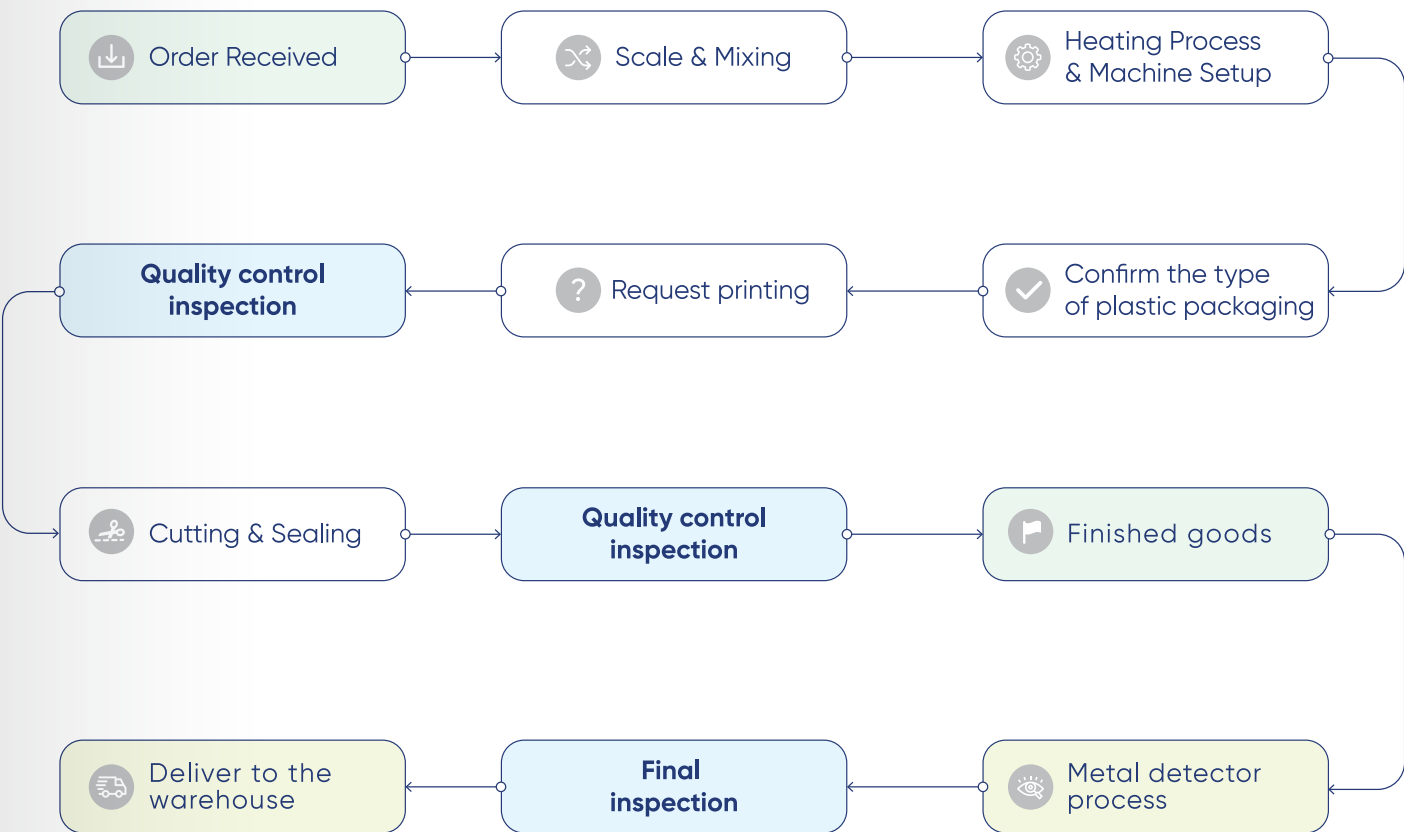 Order Received
Scale & Mixing
Heating Process
& Machine Setup
Confirm the type
of plastic packaging
Request printing
?
Quality control
inspection
Cutting & Sealing
Quality control
inspection
Finished goods
Metal detector
process
Final
inspection
Deliver to the
warehouse